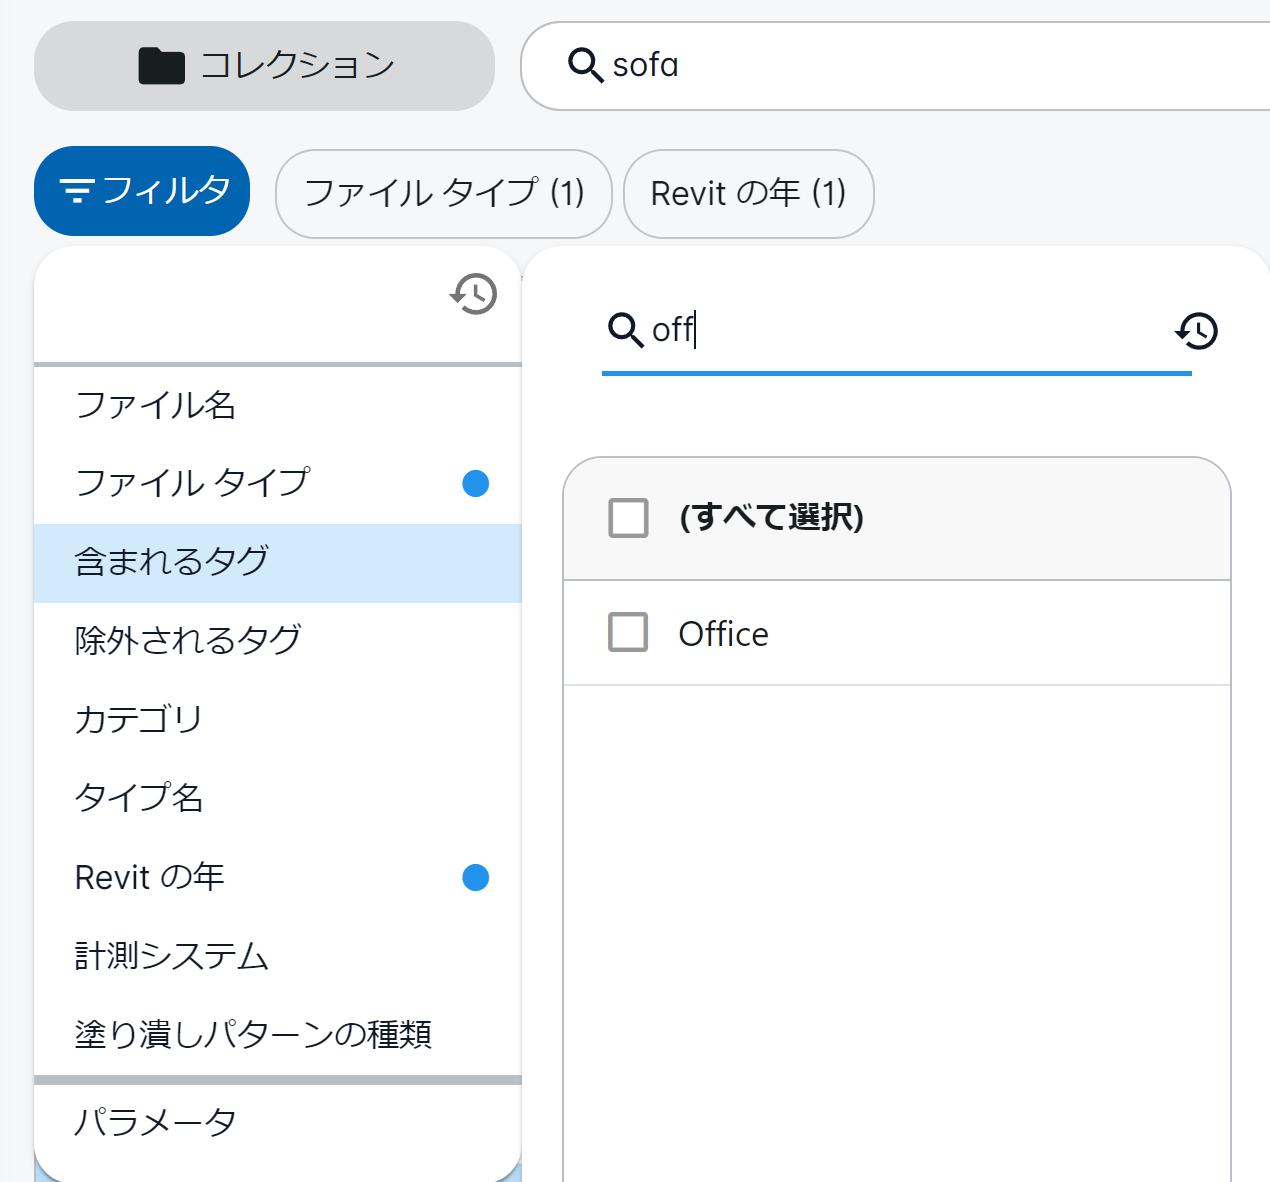 コレクション
sofa
フィルタ
ファイル タイプ (1)
Revit の年 (1)
ファイル名
ファイル タイプ
含まれるタグ
除外されるタグ
カテゴリ
タイプ名
Revit の年
計測システム
塗り潰しパターンの種類
パラメータ
off
(すべて選択)
Office